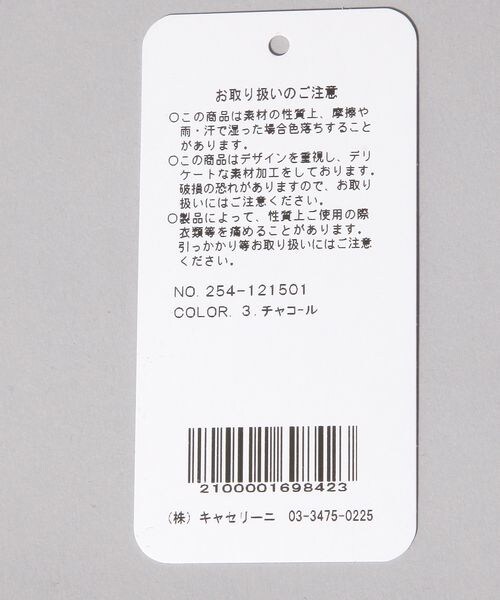 お取り扱いのご注意
○この商品は素材の性質上、摩擦や
雨・汗で湿った場合色落ちすること
があります。
○この商品はデザインを重視し、デリ
ケートな素材加工をしております。
破損の恐れがありますので、お取り
扱いにはご注意ください。
○製品によって、性質上ご使用の際
衣類等を痛めることがあります。
引っかかり等お取り扱いにはご注意
ください。
NO. 254-121501
COLOR. 3.チャコール
2100001698423
(株) キャセリーニ 03-3475-0225